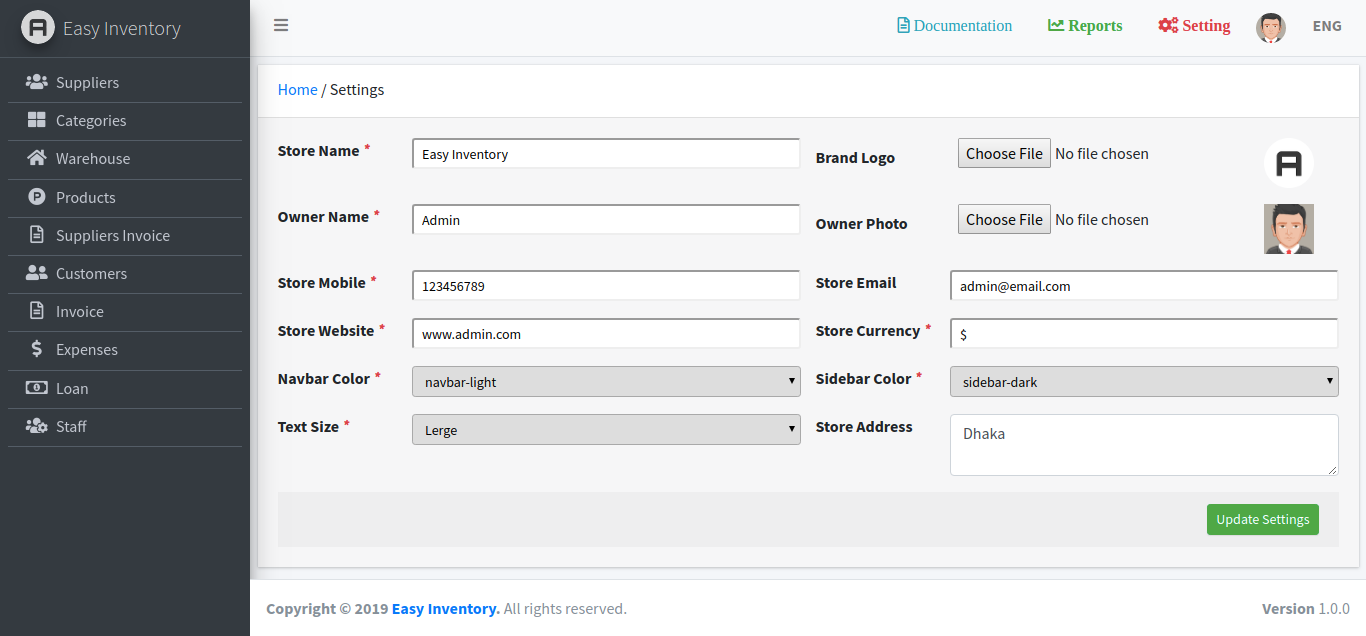 Easy Inventory
Documentation Reports Setting ENG
Suppliers
Categories
Warehouse
Products
Suppliers Invoice
Customers
Invoice
Expenses
Loan
Staff
Home / Settings
Store Name * Easy Inventory Brand Logo Choose File No file chosen
Owner Name * Admin Owner Photo Choose File No file chosen
Store Mobile * 123456789 Store Email admin@email.com
Store Website * www.admin.com Store Currency * $
Navbar Color * navbar-light Sidebar Color * sidebar-dark
Text Size * Lerge Store Address Dhaka
Update Settings
Copyright © 2019 Easy Inventory. All rights reserved. Version 1.0.0